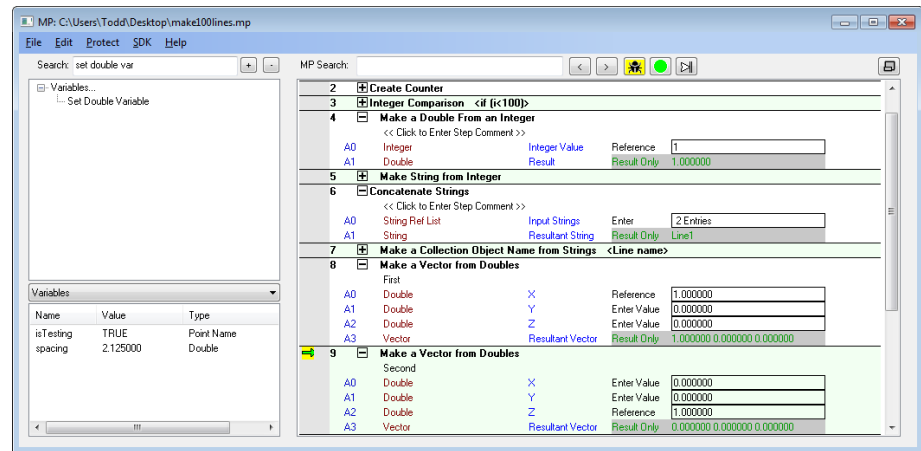 MP: C:\Users\Todd\Desktop\make100lines.mp
File Edit Protect SDK Help
Search: set double var + -
MP Search: < >
Variables...
Set Double Variable
Variables
Name Value Type
isTesting TRUE Point Name
spacing 2.125000 Double
2 Create Counter
3 Integer Comparison <if (i<100)>
4 Make a Double From an Integer
<< Click to Enter Step Comment >>
A0 Integer Integer Value Reference 1
A1 Double Result Result Only 1.000000
5 Make String from Integer
6 Concatenate Strings
<< Click to Enter Step Comment >>
A0 String Ref List Input Strings Enter 2 Entries
A1 String Resultant String Result Only Line1
7 Make a Collection Object Name from Strings <Line name>
8 Make a Vector from Doubles
First
A0 Double X Reference 1.000000
A1 Double Y Enter Value 0.000000
A2 Double Z Enter Value 0.000000
A3 Vector Resultant Vector Result Only 1.000000 0.000000 0.000000
9 Make a Vector from Doubles
Second
A0 Double X Enter Value 0.000000
A1 Double Y Enter Value 0.000000
A2 Double Z Reference 1.000000
A3 Vector Resultant Vector Result Only 0.000000 0.000000 0.000000